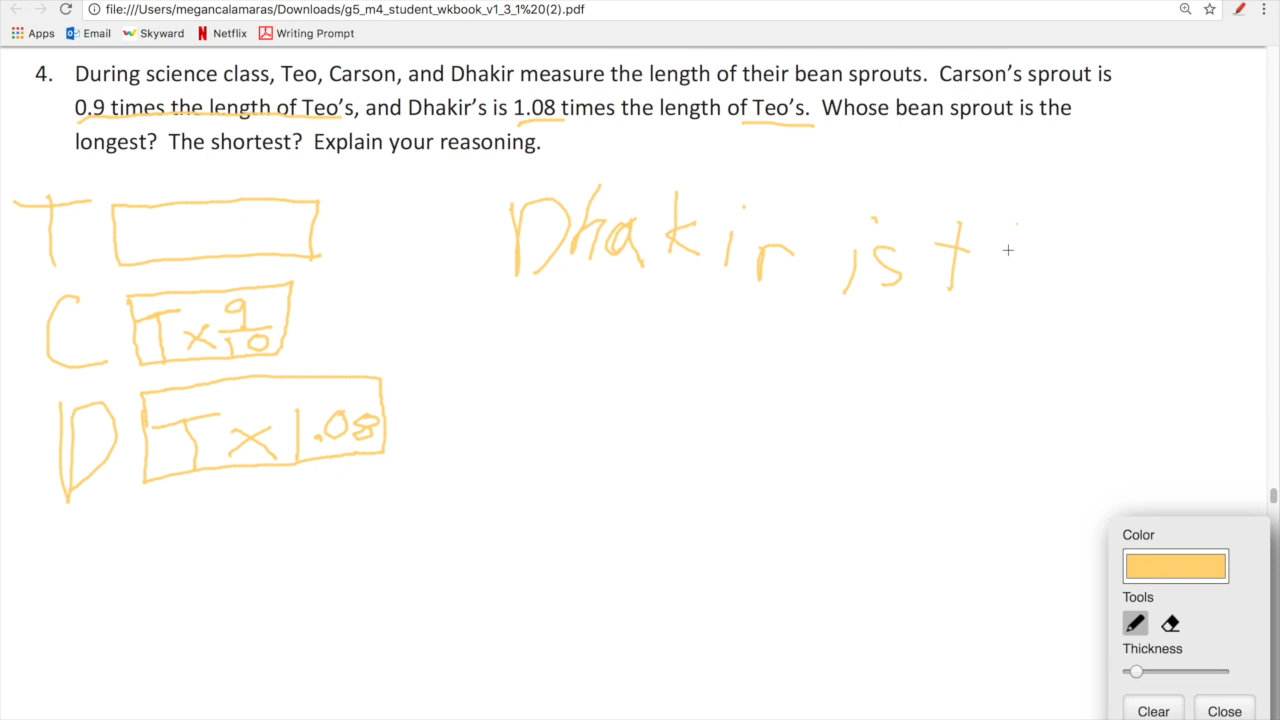 file:///Users/megancalamaras/Downloads/g5_m4_student_wkbook_v1_3_1%20(2).pdf
Apps Email Skyward Netflix Writing Prompt
4. During science class, Teo, Carson, and Dhakir measure the length of their bean sprouts. Carson’s sprout is
0.9 times the length of Teo’s, and Dhakir’s is 1.08 times the length of Teo’s. Whose bean sprout is the
longest? The shortest? Explain your reasoning.
T
Dhakir is t
C T x 9/10
D T x 1.08
Color
Tools
Thickness
Clear Close